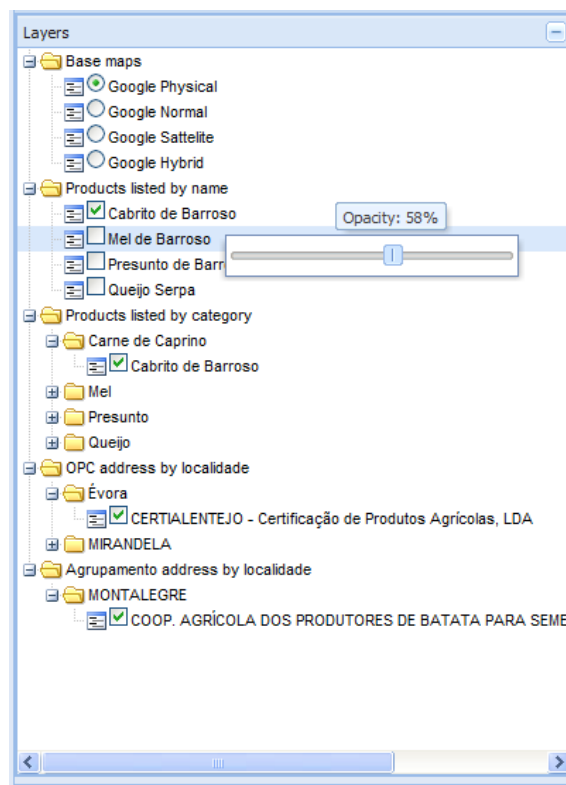 Layers
Base maps
Google Physical
Google Normal
Google Sattelite
Google Hybrid
Products listed by name
Cabrito de Barroso
Opacity: 58%
Mel de Barroso
Presunto de Barr
Queijo Serpa
Products listed by category
Carne de Caprino
Cabrito de Barroso
Mel
Presunto
Queijo
OPC address by localidade
Évora
CERTIALENTEJO - Certificação de Produtos Agrícolas, LDA
MIRANDELA
Agrupamento address by localidade
MONTALEGRE
COOP. AGRÍCOLA DOS PRODUTORES DE BATATA PARA SEME